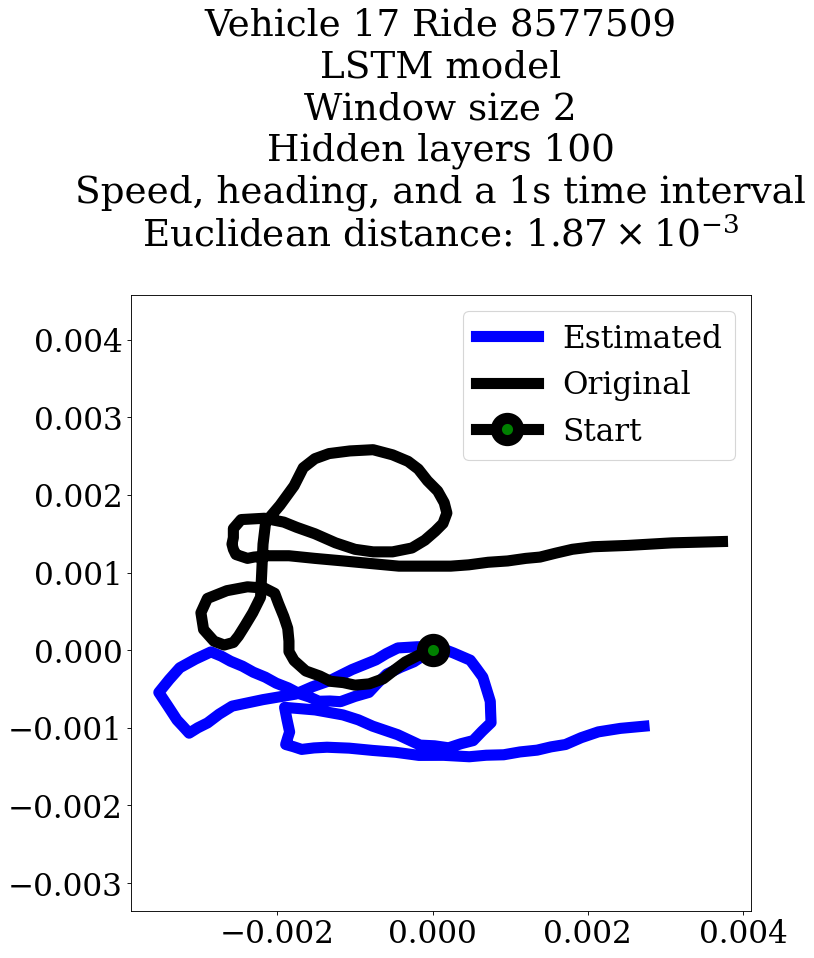 Vehicle 17 Ride 8577509
LSTM model
Window size 2
Hidden layers 100
Speed, heading, and a 1s time interval
Euclidean distance: 1.87 × 10⁻³
Estimated
Original
Start
0.004
0.003
0.002
0.001
0.000
−0.001
−0.002
−0.003
−0.002 0.000 0.002 0.004